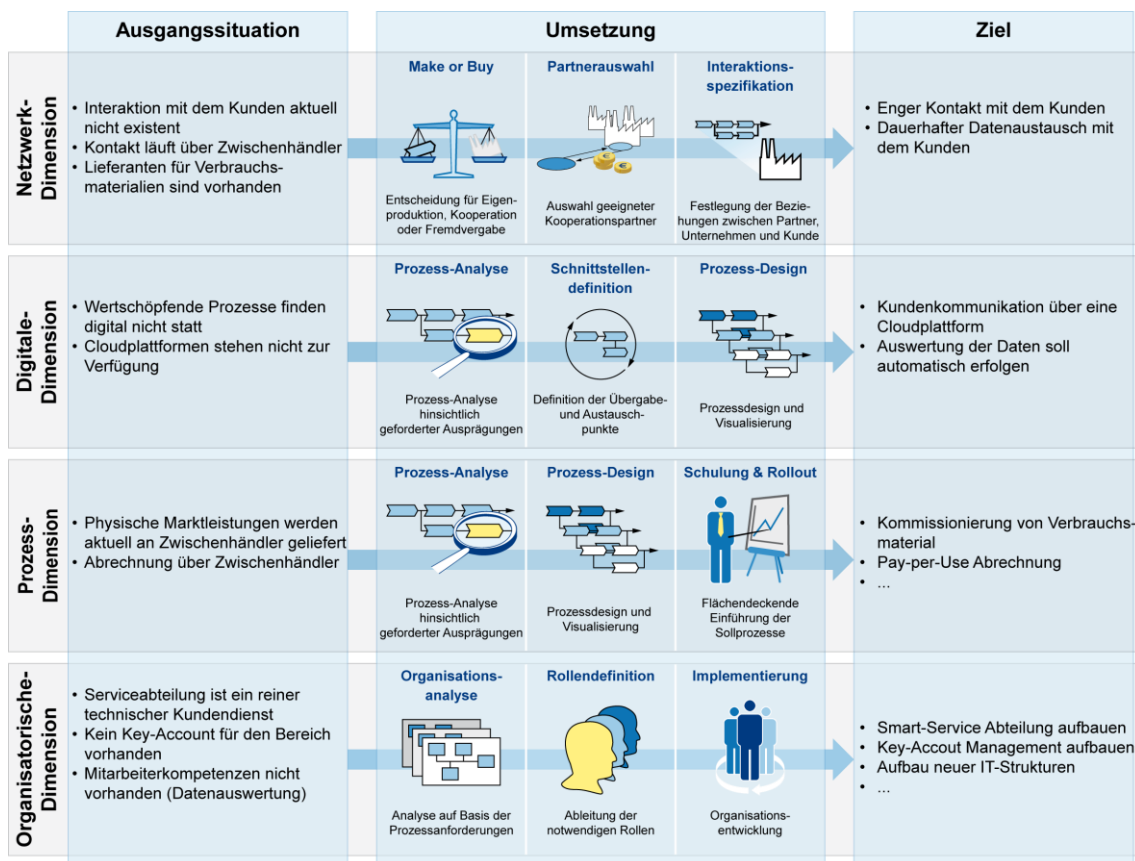 Ausgangssituation
Umsetzung
Ziel
Netzwerk-
Dimension
• Interaktion mit dem Kunden aktuell
nicht existent
• Kontakt läuft über Zwischenhändler
• Lieferanten für Verbrauchs-
materialien sind vorhanden
Make or Buy
Entscheidung für Eigen-
produktion, Kooperation
oder Fremdvergabe
Partnerauswahl
Auswahl geeigneter
Kooperationspartner
Interaktions-
spezifikation
Festlegung der Bezie-
hungen zwischen Partner,
Unternehmen und Kunde
• Enger Kontakt mit dem Kunden
• Dauerhafter Datenaustausch mit
dem Kunden
Digitale-
Dimension
• Wertschöpfende Prozesse finden
digital nicht statt
• Cloudplattformen stehen nicht zur
Verfügung
Prozess-Analyse
Prozess-Analyse
hinsichtlich
geforderter Ausprägungen
Schnittstellen-
definition
Definition der Übergabe-
und Austausch-
punkte
Prozess-Design
Prozessdesign und
Visualisierung
• Kundenkommunikation über eine
Cloudplattform
• Auswertung der Daten soll
automatisch erfolgen
Prozess-
Dimension
• Physische Marktleistungen werden
aktuell an Zwischenhändler geliefert
• Abrechnung über Zwischenhändler
Prozess-Analyse
Prozess-Analyse
hinsichtlich
geforderter Ausprägungen
Prozess-Design
Prozessdesign und
Visualisierung
Schulung & Rollout
Flächendeckende
Einführung der
Sollprozesse
• Kommissionierung von Verbrauchs-
material
• Pay-per-Use Abrechnung
• ...
Organisatorische-
Dimension
• Serviceabteilung ist ein reiner
technischer Kundendienst
• Kein Key-Account für den Bereich
vorhanden
• Mitarbeiterkompetenzen nicht
vorhanden (Datenauswertung)
Organisations-
analyse
Analyse auf Basis der
Prozessanforderungen
Rollendefinition
Ableitung der
notwendigen Rollen
Implementierung
Organisations-
entwicklung
• Smart-Service Abteilung aufbauen
• Key-Accout Management aufbauen
• Aufbau neuer IT-Strukturen
• ...